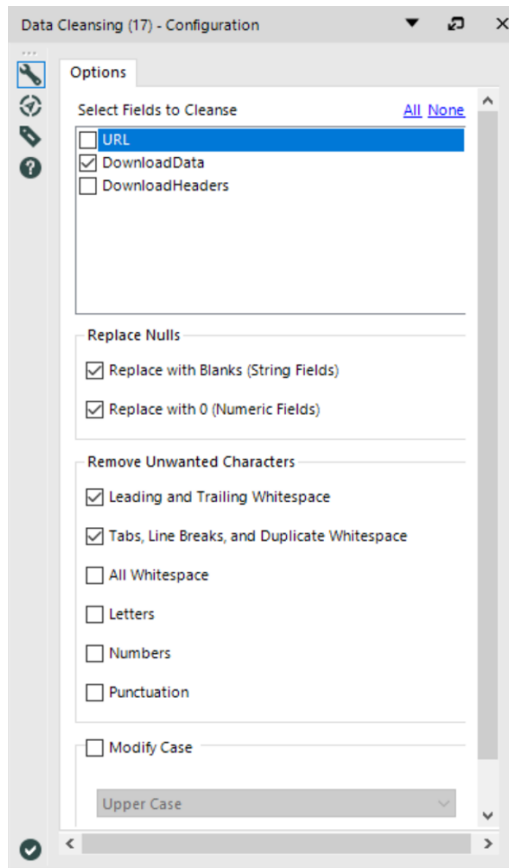 Data Cleansing (17) - Configuration
Options
Select Fields to Cleanse All None
URL
DownloadData
DownloadHeaders
Replace Nulls
Replace with Blanks (String Fields)
Replace with 0 (Numeric Fields)
Remove Unwanted Characters
Leading and Trailing Whitespace
Tabs, Line Breaks, and Duplicate Whitespace
All Whitespace
Letters
Numbers
Punctuation
Modify Case
Upper Case